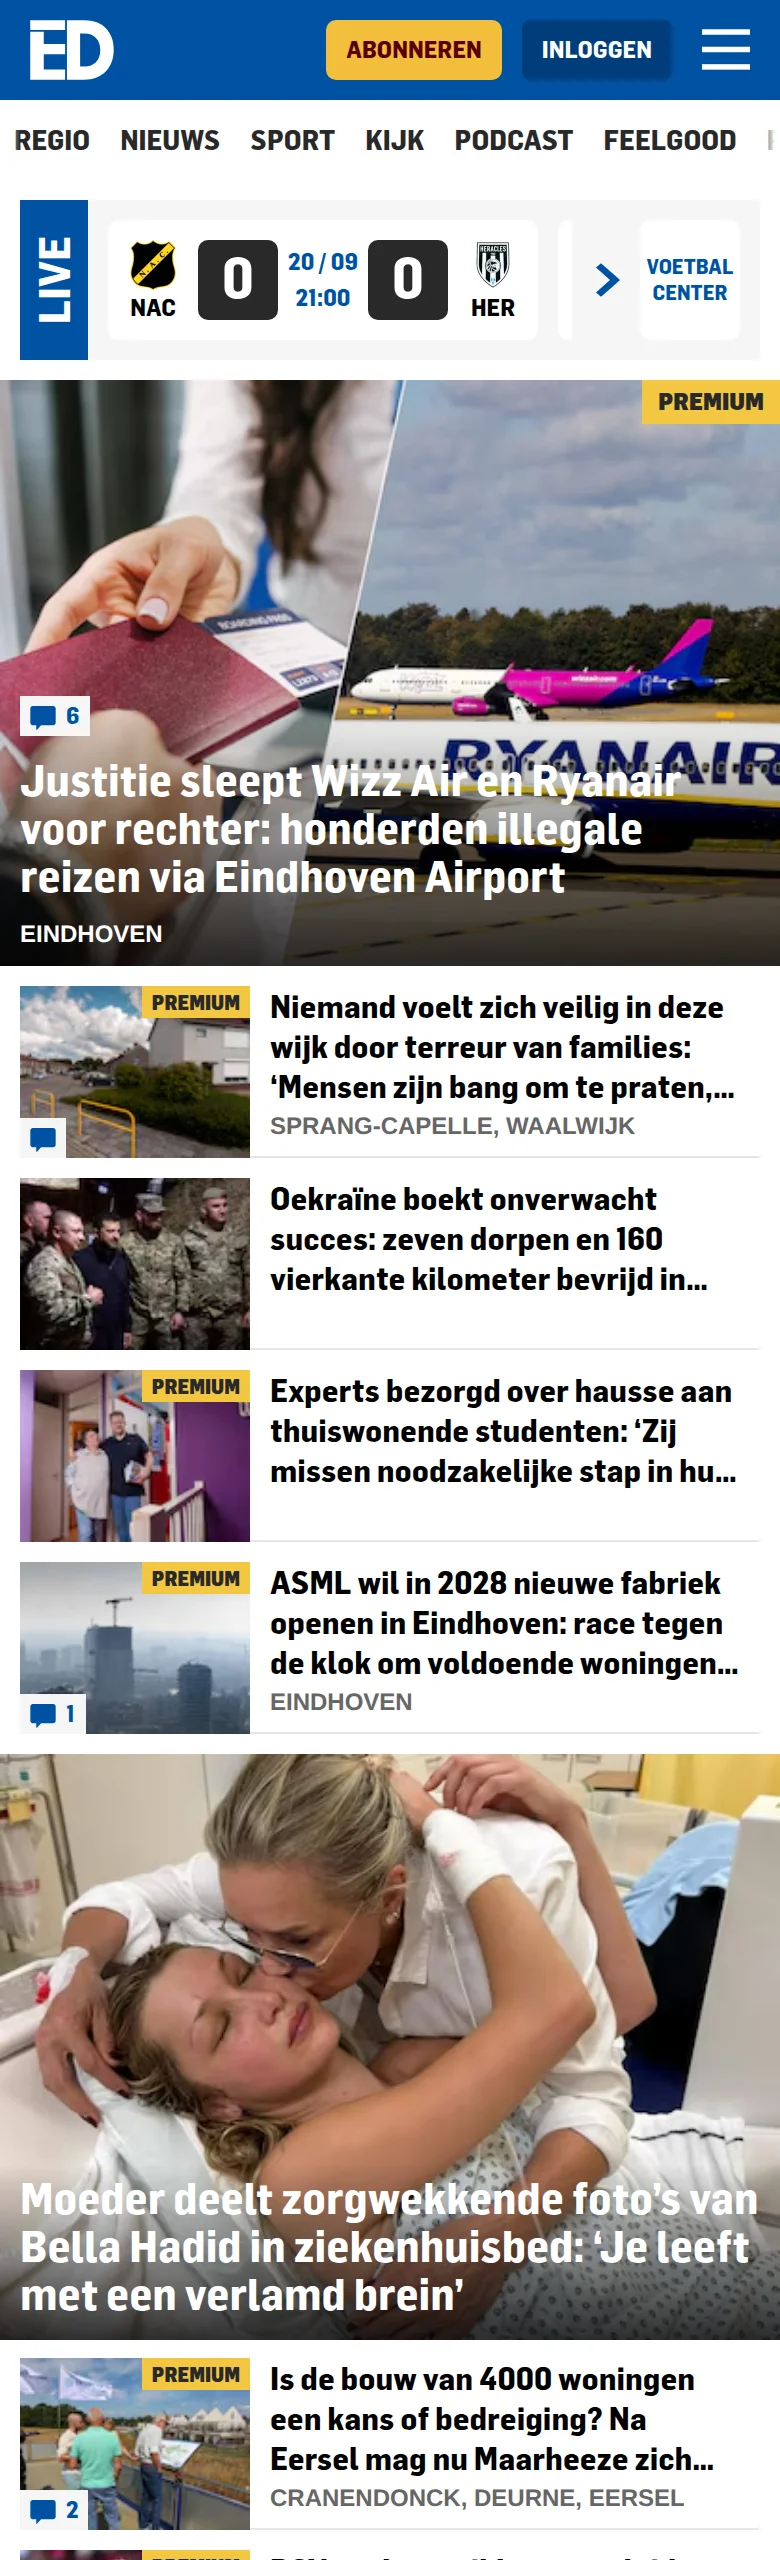 ED
ABONNEREN
INLOGGEN
REGIO NIEUWS SPORT KIJK PODCAST FEELGOOD
LIVE
NAC
0
20 / 09
21:00
0
HERACLES
HER
VOETBAL
CENTER
PREMIUM
BOARDING PASS
wizzair.com
RYANAIR
6
Justitie sleept Wizz Air en Ryanair
voor rechter: honderden illegale
reizen via Eindhoven Airport
EINDHOVEN
PREMIUM
Niemand voelt zich veilig in deze
wijk door terreur van families:
‘Mensen zijn bang om te praten,...
SPRANG-CAPELLE, WAALWIJK
Oekraïne boekt onverwacht
succes: zeven dorpen en 160
vierkante kilometer bevrijd in...
PREMIUM
Experts bezorgd over hausse aan
thuiswonende studenten: ‘Zij
missen noodzakelijke stap in hu...
PREMIUM
1
ASML wil in 2028 nieuwe fabriek
openen in Eindhoven: race tegen
de klok om voldoende woningen...
EINDHOVEN
Moeder deelt zorgwekkende foto’s van
Bella Hadid in ziekenhuisbed: ‘Je leeft
met een verlamd brein’
PREMIUM
2
Is de bouw van 4000 woningen
een kans of bedreiging? Na
Eersel mag nu Maarheeze zich...
CRANENDONCK, DEURNE, EERSEL